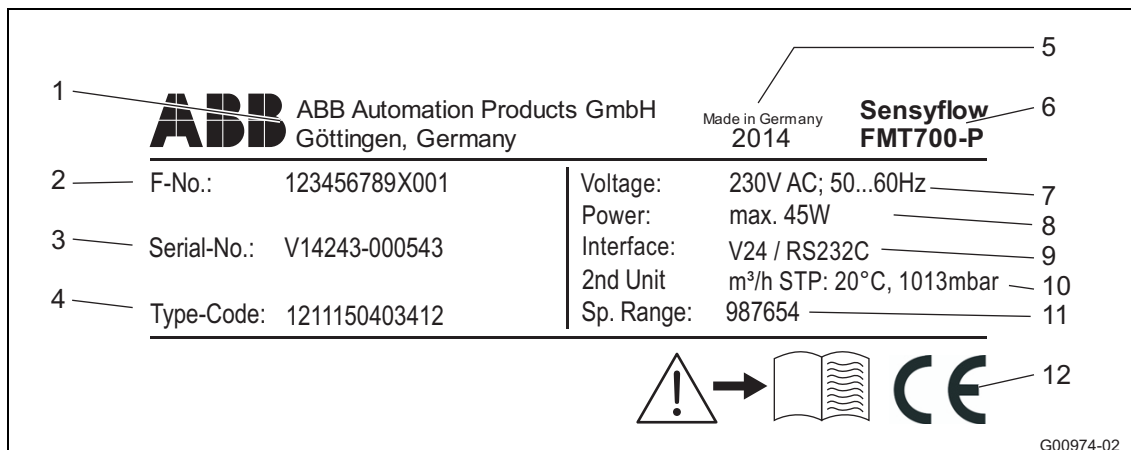 5
1
ABB
ABB Automation Products GmbH
Göttingen, Germany
Made in Germany
2014
Sensyflow
FMT700-P
6
2
F-No.: 123456789X001
3
Serial-No.: V14243-000543
4
Type-Code: 1211150403412
Voltage: 230V AC; 50...60Hz
7
Power: max. 45W
8
Interface: V24 / RS232C
9
2nd Unit m³/h STP: 20°C, 1013mbar
10
Sp. Range: 987654
11
CE
12
G00974-02